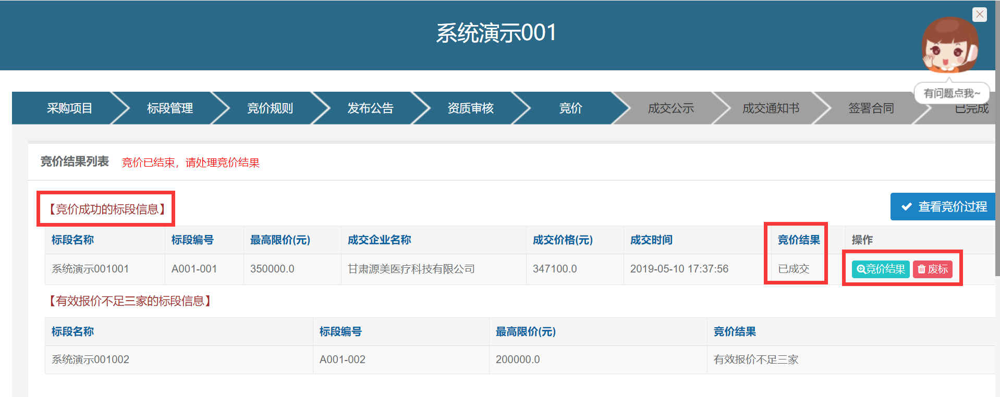 系统演示001
有问题点我~
采购项目 标段管理 竞价规则 发布公告 资质审核 竞价 成交公示 成交通知书 签署合同 已完成
竞价结果列表 竞价已结束，请处理竞价结果
【竞价成功的标段信息】
查看竞价过程
标段名称 标段编号 最高限价(元) 成交企业名称 成交价格(元) 成交时间 竞价结果 操作
系统演示001001 A001-001 350000.0 甘肃源美医疗科技有限公司 347100.0 2019-05-10 17:37:56 已成交 竞价结果 废标
【有效报价不足三家的标段信息】
标段名称 标段编号 最高限价(元) 竞价结果
系统演示001002 A001-002 200000.0 有效报价不足三家